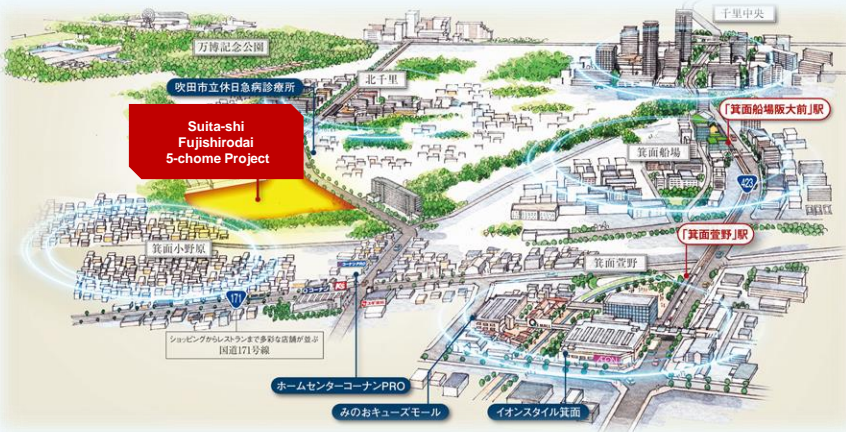 千里中央
万博記念公園
北千里
吹田市立休日急病診療所
「箕面船場阪大前」駅
Suita-shi
Fujishirodai
5-chome Project
箕面船場
423
「箕面萱野」駅
箕面小野原
箕面萱野
171
コーナン
ショッピングからレストランまで多彩な店舗が並ぶ
国道171号線
AEON
ホームセンターコーナンPRO
みのおキューズモール
イオンスタイル箕面